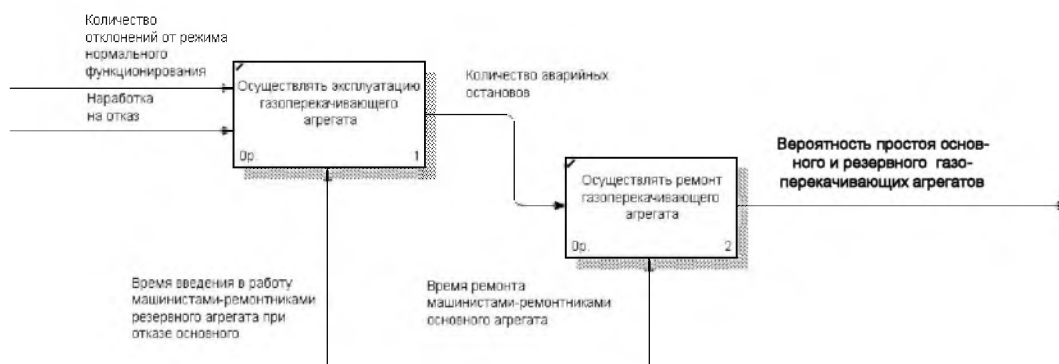 Количество
отклонений от режима
нормального
функционирования
Наработка
на отказ
Осуществлять эксплуатацию
газоперекачивающего
агрегата
0р.
1
Количество аварийных
остановов
Осуществлять ремонт
газоперекачивающего
агрегата
0р.
2
Вероятность простоя основ-
ного и резервного газо-
перекачивающих агрегатов
Время введения в работу
машинистами-ремонтниками
резервного агрегата при
отказе основного
Время ремонта
машинистами-ремонтниками
основного агрегата